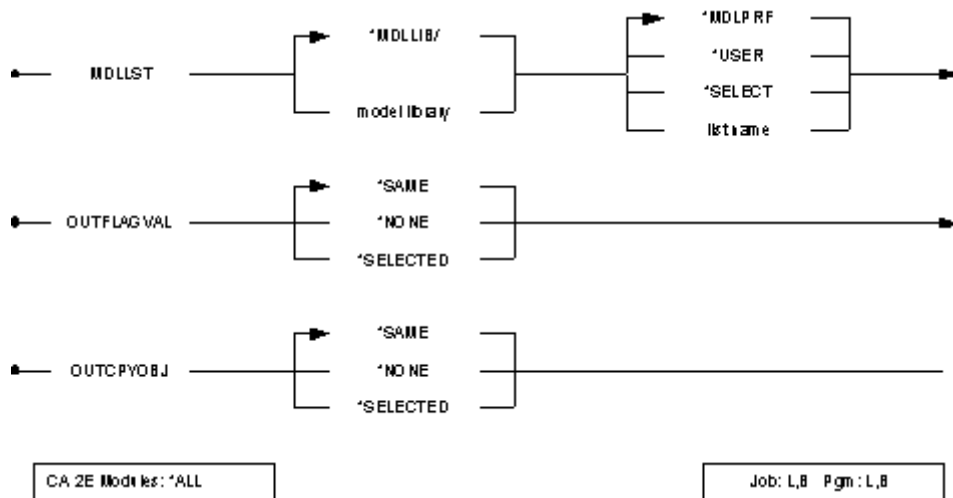 *MDLLIB/
*MDLPRF
*USER
MDLLST
*SELECT
model library
listname
*SAME
OUTFLAGVAL
*NONE
*SELECTED
*SAME
OUTCPYOBJ
*NONE
*SELECTED
CA 2E Modules: *ALL
Job: I,B Pgm: I,B